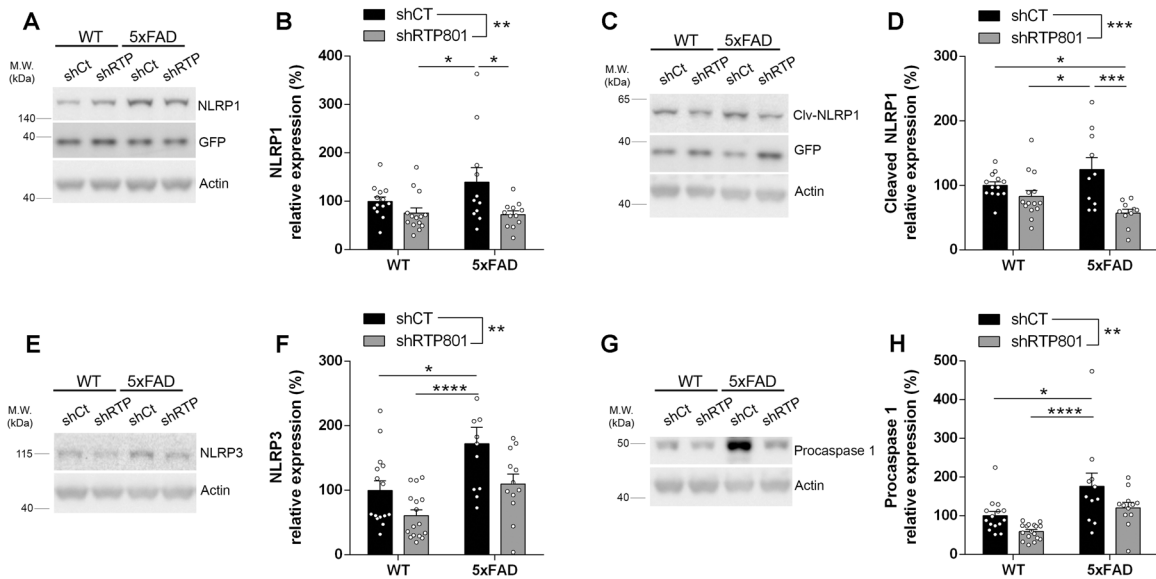 A
WT 5xFAD
shCt shRTP shCt shRTP
M.W.
(kDa)
NLRP1
140
40
GFP
Actin
40
B
shCT
shRTP801
**
* *
NLRP1
relative expression (%)
400
300
200
100
0
WT 5xFAD
C
WT 5xFAD
shCt shRTP shCt shRTP
M.W.
(kDa)
65
Clv-NLRP1
40
GFP
Actin
40
D
shCT
shRTP801
***
*
* ***
Cleaved NLRP1
relative expression (%)
300
200
100
0
WT 5xFAD
E
WT 5xFAD
shCt shRTP shCt shRTP
M.W.
(kDa)
115
NLRP3
Actin
40
F
shCT
shRTP801
**
*
****
NLRP3
relative expression (%)
300
200
100
0
WT 5xFAD
G
WT 5xFAD
shCt shRTP shCt shRTP
M.W.
(kDa)
50
Procaspase 1
Actin
40
H
shCT
shRTP801
**
*
****
Procaspase 1
relative expression (%)
500
400
300
200
100
0
WT 5xFAD